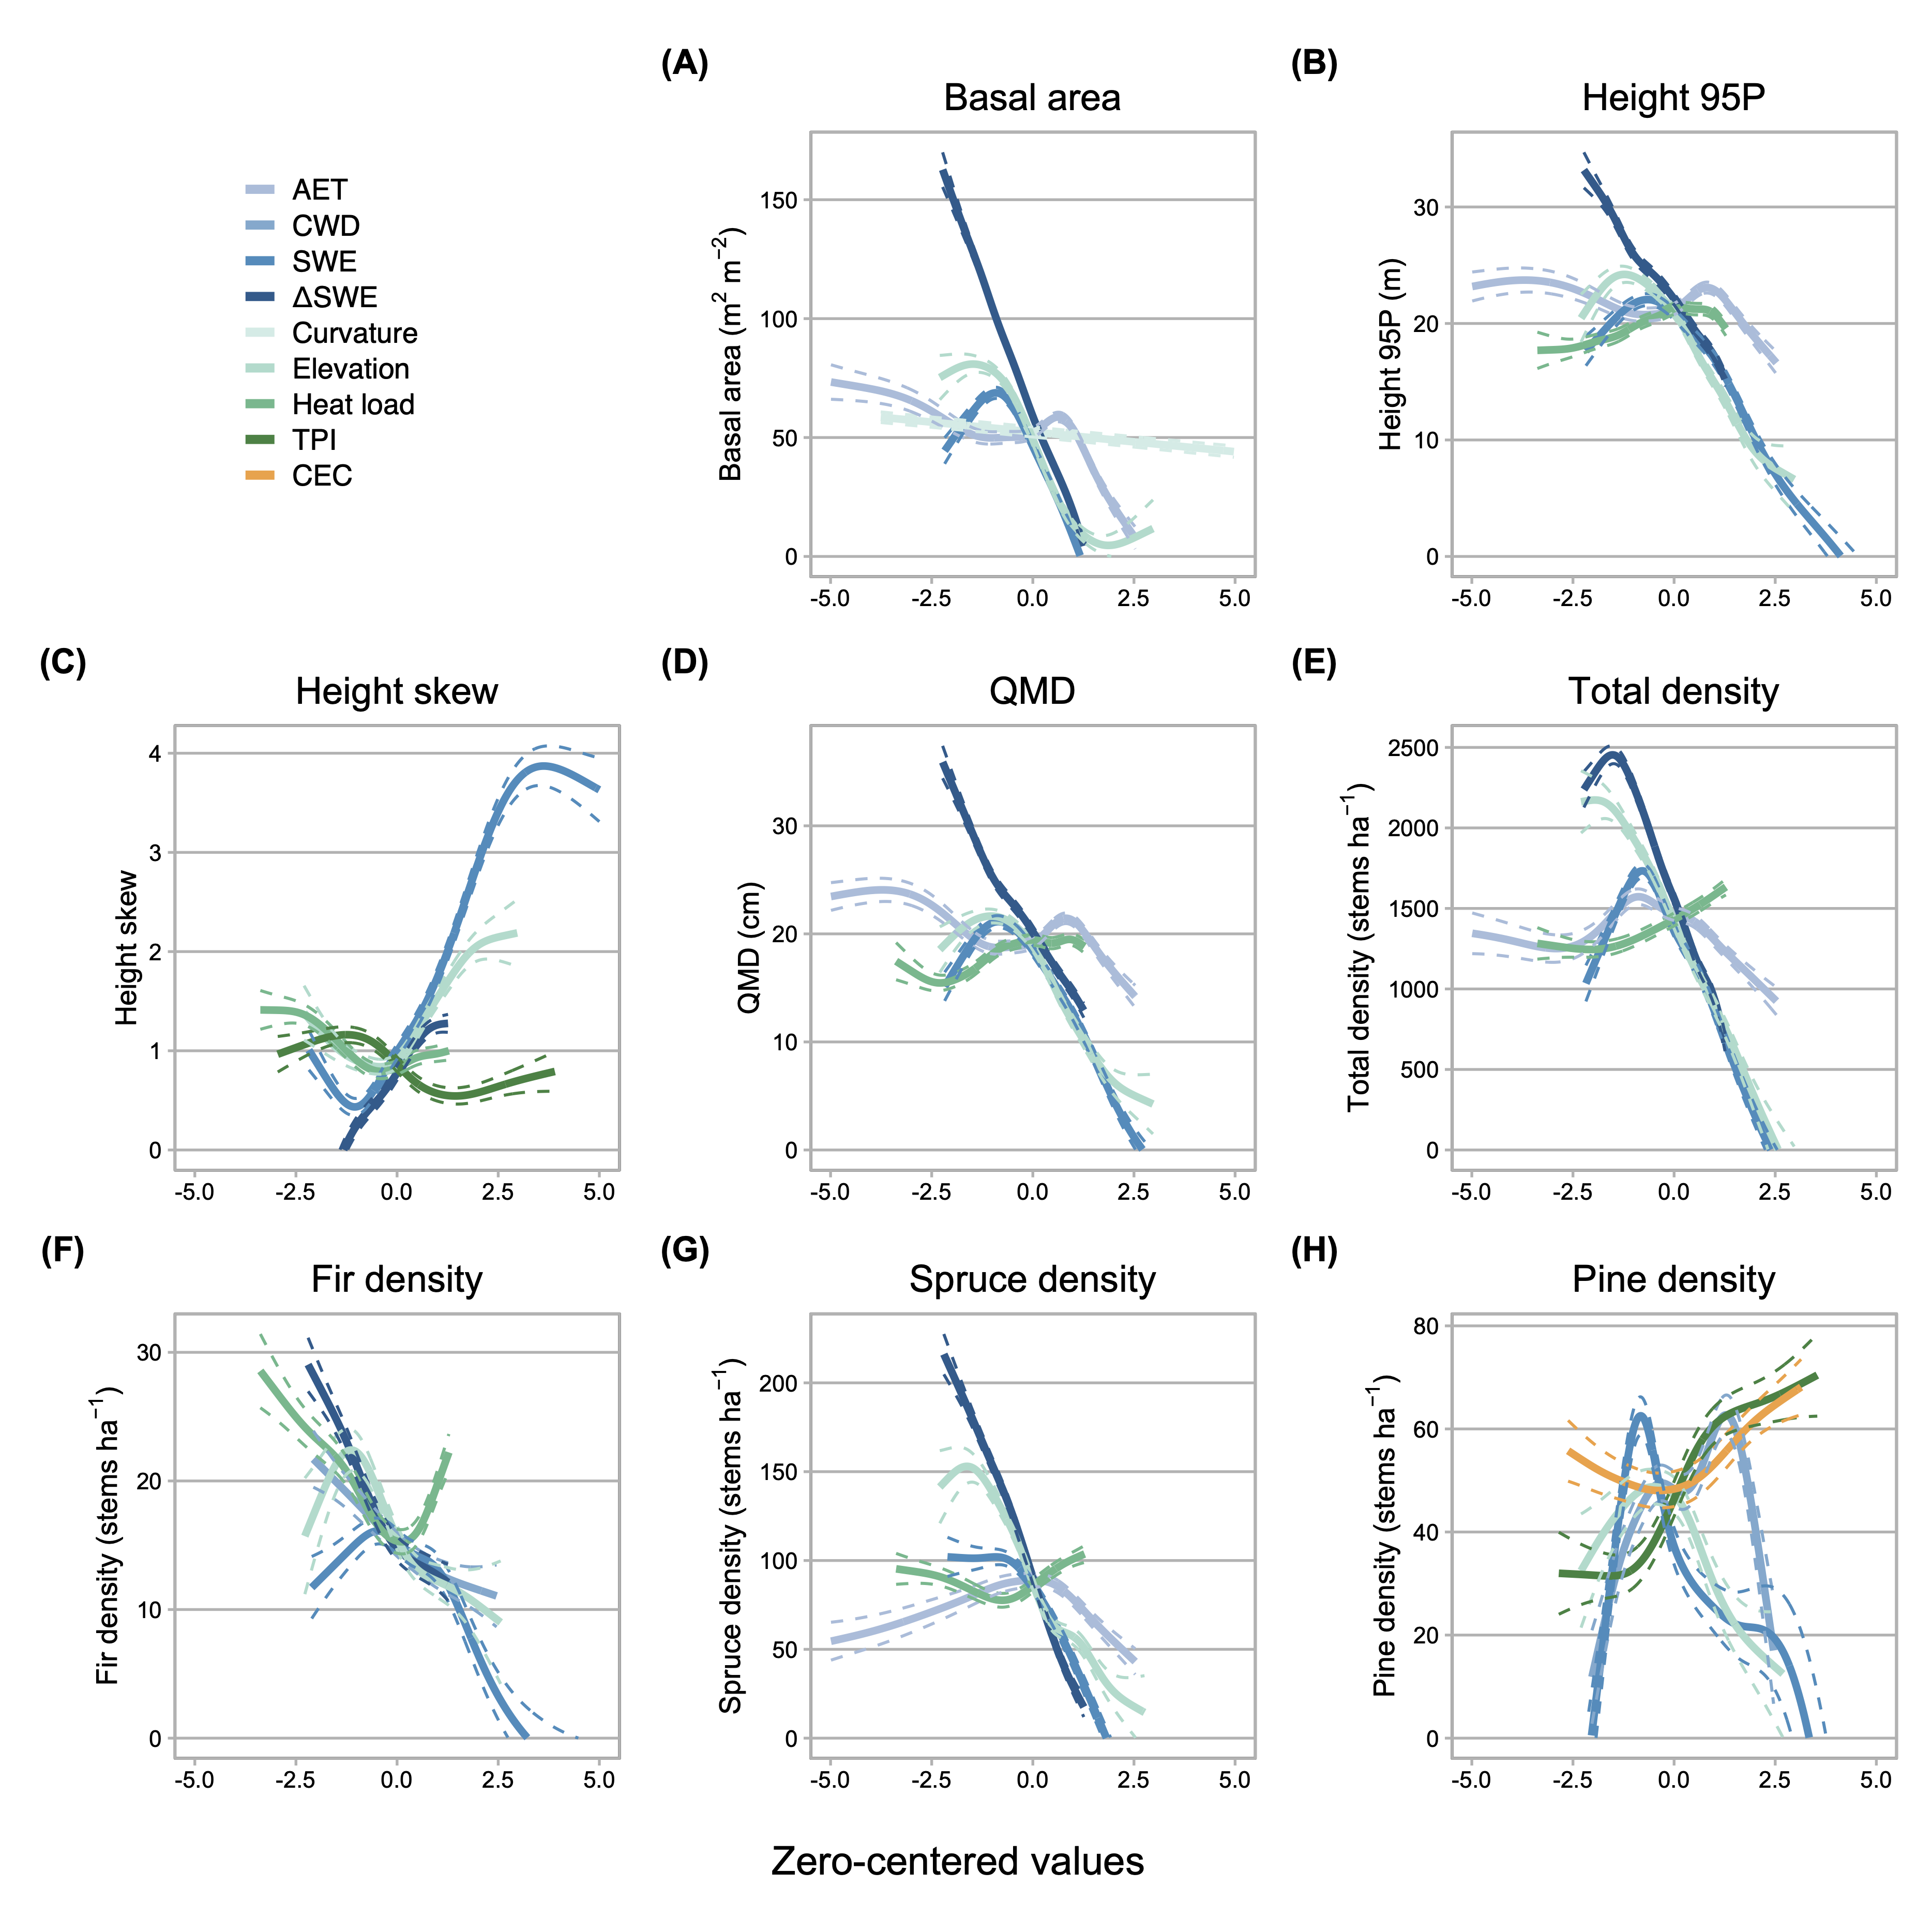 (A)
Basal area
Basal area (m² m⁻²)
150
100
50
0
-5.0 -2.5 0.0 2.5 5.0
(B)
Height 95P
Height 95P (m)
30
20
10
0
-5.0 -2.5 0.0 2.5 5.0
AET
CWD
SWE
ΔSWE
Curvature
Elevation
Heat load
TPI
CEC
(C)
Height skew
Height skew
4
3
2
1
0
-5.0 -2.5 0.0 2.5 5.0
(D)
QMD
QMD (cm)
30
20
10
0
-5.0 -2.5 0.0 2.5 5.0
(E)
Total density
Total density (stems ha⁻¹)
2500
2000
1500
1000
500
0
-5.0 -2.5 0.0 2.5 5.0
(F)
Fir density
Fir density (stems ha⁻¹)
30
20
10
0
-5.0 -2.5 0.0 2.5 5.0
(G)
Spruce density
Spruce density (stems ha⁻¹)
200
150
100
50
0
-5.0 -2.5 0.0 2.5 5.0
(H)
Pine density
Pine density (stems ha⁻¹)
80
60
40
20
0
-5.0 -2.5 0.0 2.5 5.0
Zero-centered values